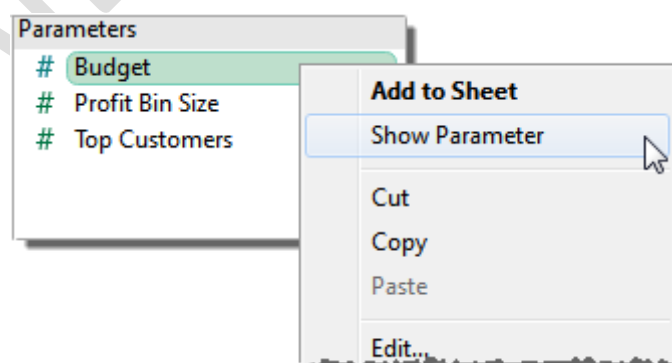 Parameters
# Budget
# Profit Bin Size
# Top Customers
Add to Sheet
Show Parameter
Cut
Copy
Paste
Edit...